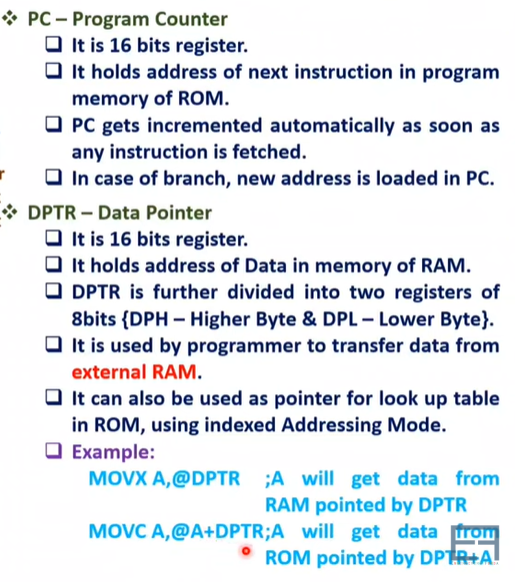 ❖ PC – Program Counter
❑ It is 16 bits register.
❑ It holds address of next instruction in program
memory of ROM.
❑ PC gets incremented automatically as soon as
any instruction is fetched.
❑ In case of branch, new address is loaded in PC.
❖ DPTR – Data Pointer
❑ It is 16 bits register.
❑ It holds address of Data in memory of RAM.
❑ DPTR is further divided into two registers of
8bits {DPH – Higher Byte & DPL – Lower Byte}.
❑ It is used by programmer to transfer data from
external RAM.
❑ It can also be used as pointer for look up table
in ROM, using indexed Addressing Mode.
❑ Example:
MOVX A,@DPTR ;A will get data from
RAM pointed by DPTR
MOVC A,@A+DPTR;A will get data from
ROM pointed by DPTR+A